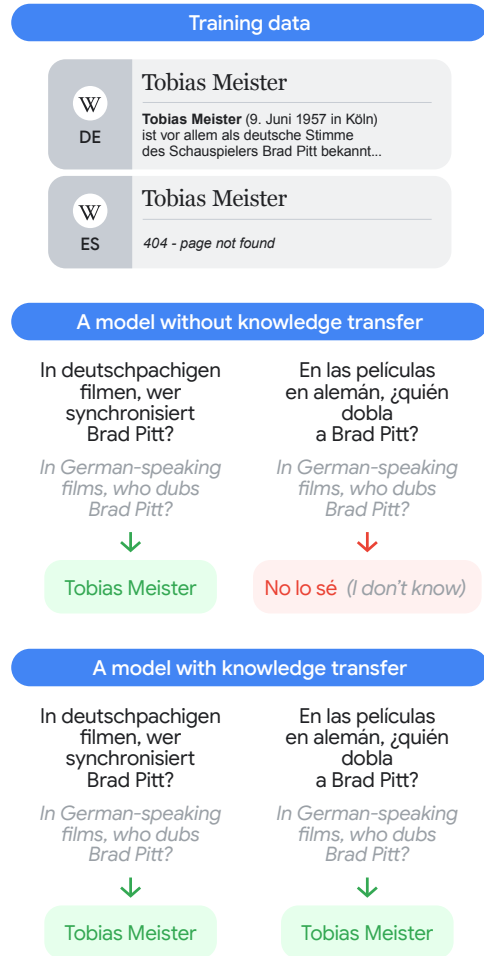 Training data
W
DE
Tobias Meister
Tobias Meister (9. Juni 1957 in Köln)
ist vor allem als deutsche Stimme
des Schauspielers Brad Pitt bekannt...
W
ES
Tobias Meister
404 - page not found
A model without knowledge transfer
In deutschpachigen
filmen, wer
synchronisiert
Brad Pitt?
In German-speaking
films, who dubs
Brad Pitt?
Tobias Meister
En las películas
en alemán, ¿quién
dobla
a Brad Pitt?
In German-speaking
films, who dubs
Brad Pitt?
No lo sé (I don't know)
A model with knowledge transfer
In deutschpachigen
filmen, wer
synchronisiert
Brad Pitt?
In German-speaking
films, who dubs
Brad Pitt?
Tobias Meister
En las películas
en alemán, ¿quién
dobla
a Brad Pitt?
In German-speaking
films, who dubs
Brad Pitt?
Tobias Meister